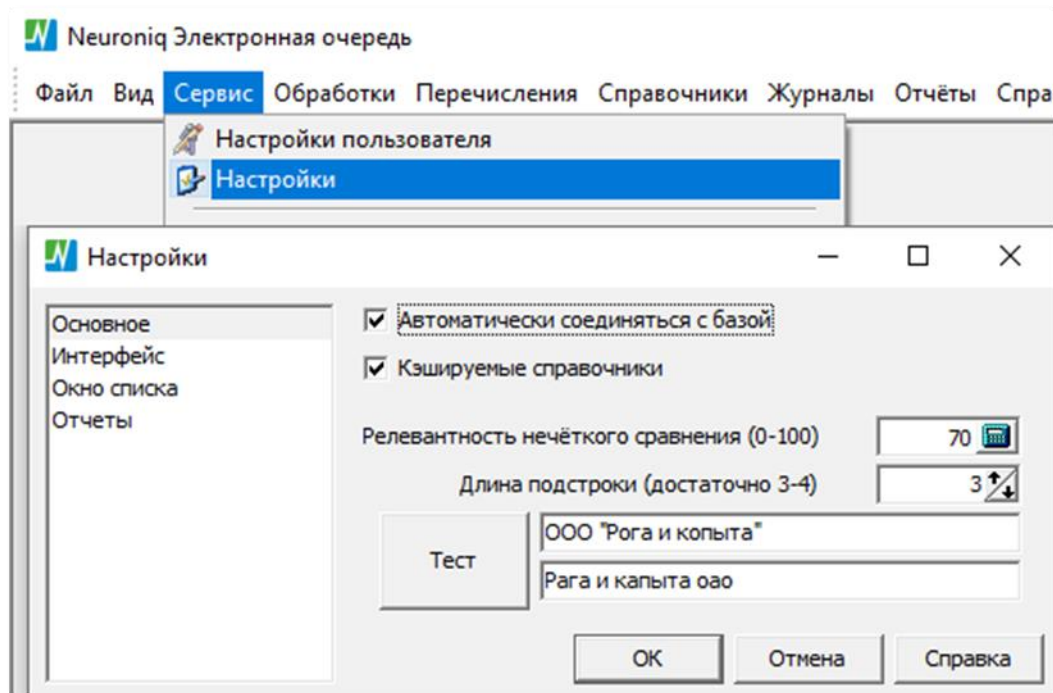 Neuroniq Электронная очередь
Файл Вид Сервис Обработки Перечисления Справочники Журналы Отчёты Спра
Настройки пользователя
Настройки
Настройки
Основное
Интерфейс
Окно списка
Отчеты
Автоматически соединяться с базой
Кэшируемые справочники
Релевантность нечёткого сравнения (0-100) 70
Длина подстроки (достаточно 3-4) 3
Тест
ООО "Рога и копыта"
Рага и капыта оао
ОК Отмена Справка